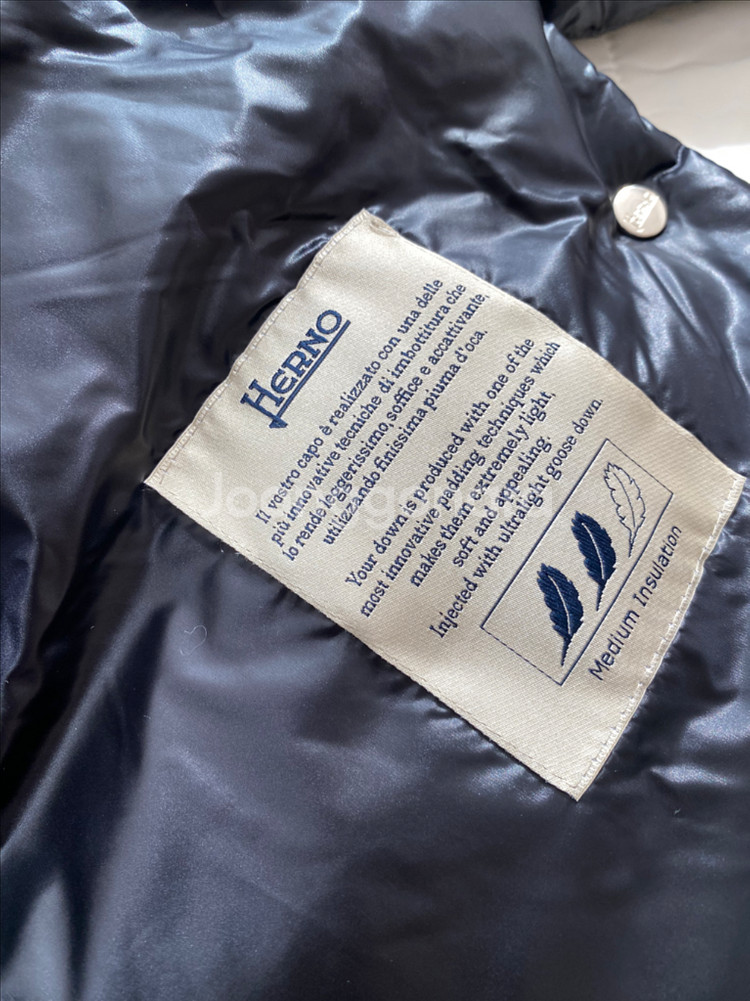 HERNO
Il vostro capo è realizzato con una delle
più innovative tecniche di imbottitura che
lo rende leggerissimo, soffice e accattivante,
utilizzando finissima piuma d'oca.
Your down is produced with one of the
most innovative padding techniques which
makes them extremely light,
soft and appealing.
Injected with ultralight goose down.
Medium Insulation